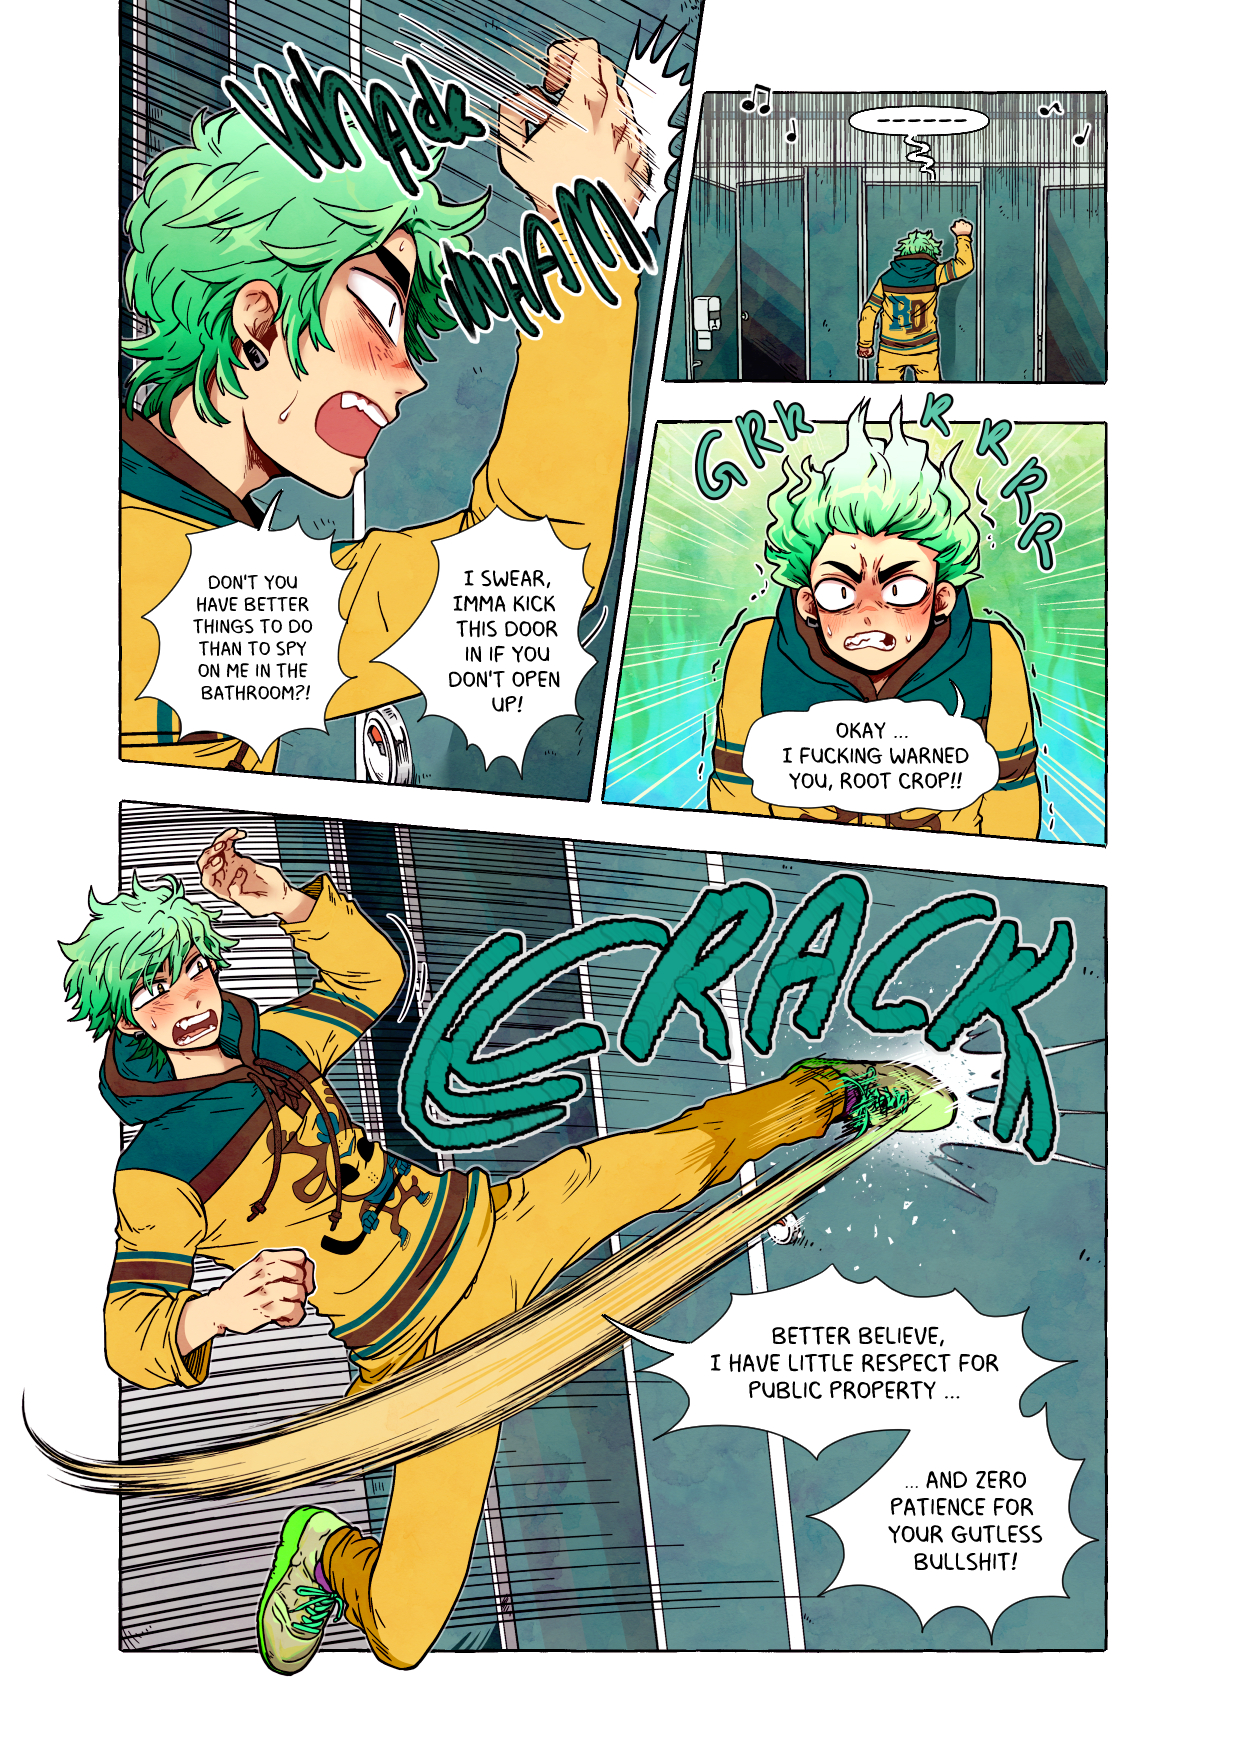 WHACK
WHAM
DON'T YOU
HAVE BETTER
THINGS TO DO
THAN TO SPY
ON ME IN THE
BATHROOM?!
I SWEAR,
IMMA KICK
THIS DOOR
IN IF YOU
DON'T OPEN
UP!
------
RD
GRRRRRRR
OKAY ...
I FUCKING WARNED
YOU, ROOT CROP!!
CRACK
BETTER BELIEVE,
I HAVE LITTLE RESPECT FOR
PUBLIC PROPERTY ...
... AND ZERO
PATIENCE FOR
YOUR GUTLESS
BULLSHIT!